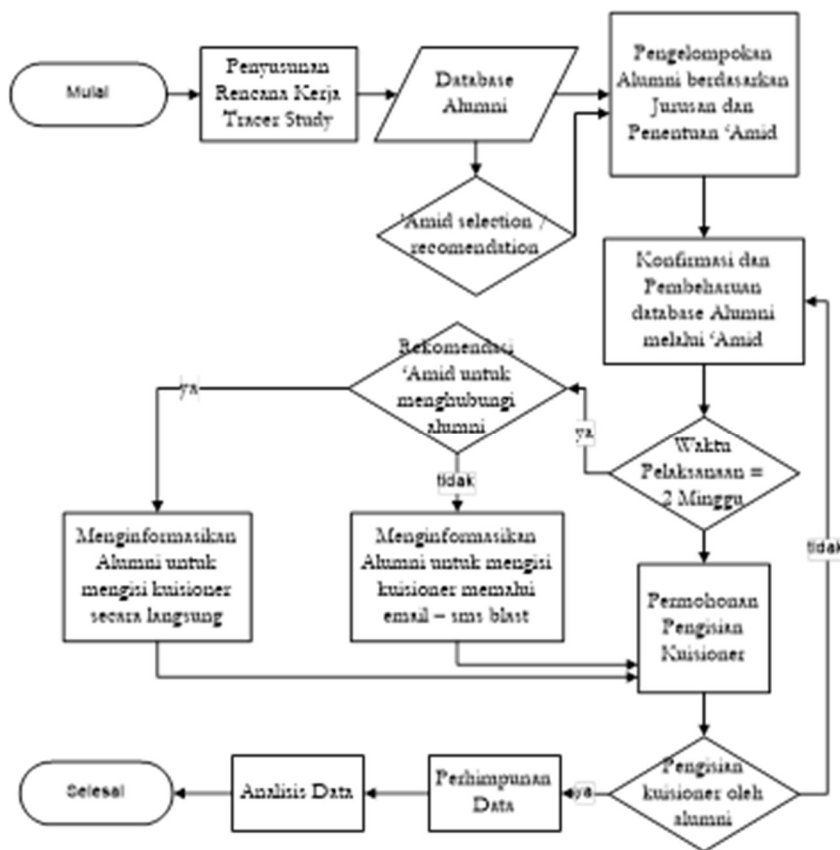 Mulai
Penyusunan
Rencana Kerja
Tracer Study
Database
Alumni
Pengelompokan
Alumni berdasarkan
Jurusan dan
Penentuan ‘Amid
‘Amid selection /
recomendation
Konfirmasi dan
Pembeharuan
database Alumni
melalui ‘Amid
Rekomendasi
‘Amid untuk
menghubungi
alumni
ya
ya
tidak
Waktu
Pelaksanaan =
2 Minggu
tidak
Menginformasikan
Alumni untuk
mengisi kuisioner
secara langsung
Menginformasikan
Alumni untuk mengisi
kuisioner memalui
email – sms blast
Permohonan
Pengisian
Kuisioner
Selesai
Analisis Data
Perhimpunan
Data
ya
Pengisian
kuisioner oleh
alumni